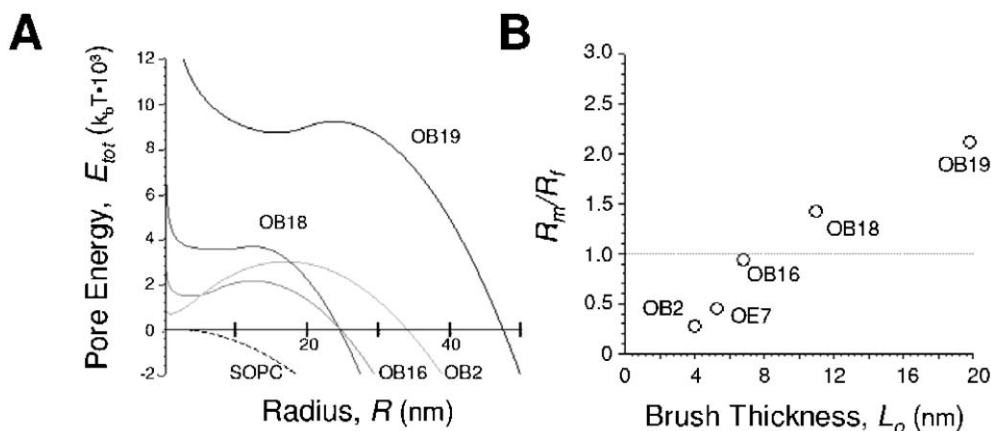 A
Pore Energy, E_tot (k_bT·10³)
12
10
8
6
4
2
0
-2
OB19
OB18
20
40
SOPC
OB16
OB2
Radius, R (nm)
B
R_m/R_f
3.0
2.5
2.0
1.5
1.0
0.5
0
OB19
OB18
OB16
OB2
OE7
0
4
8
12
16
20
Brush Thickness, L_o (nm)